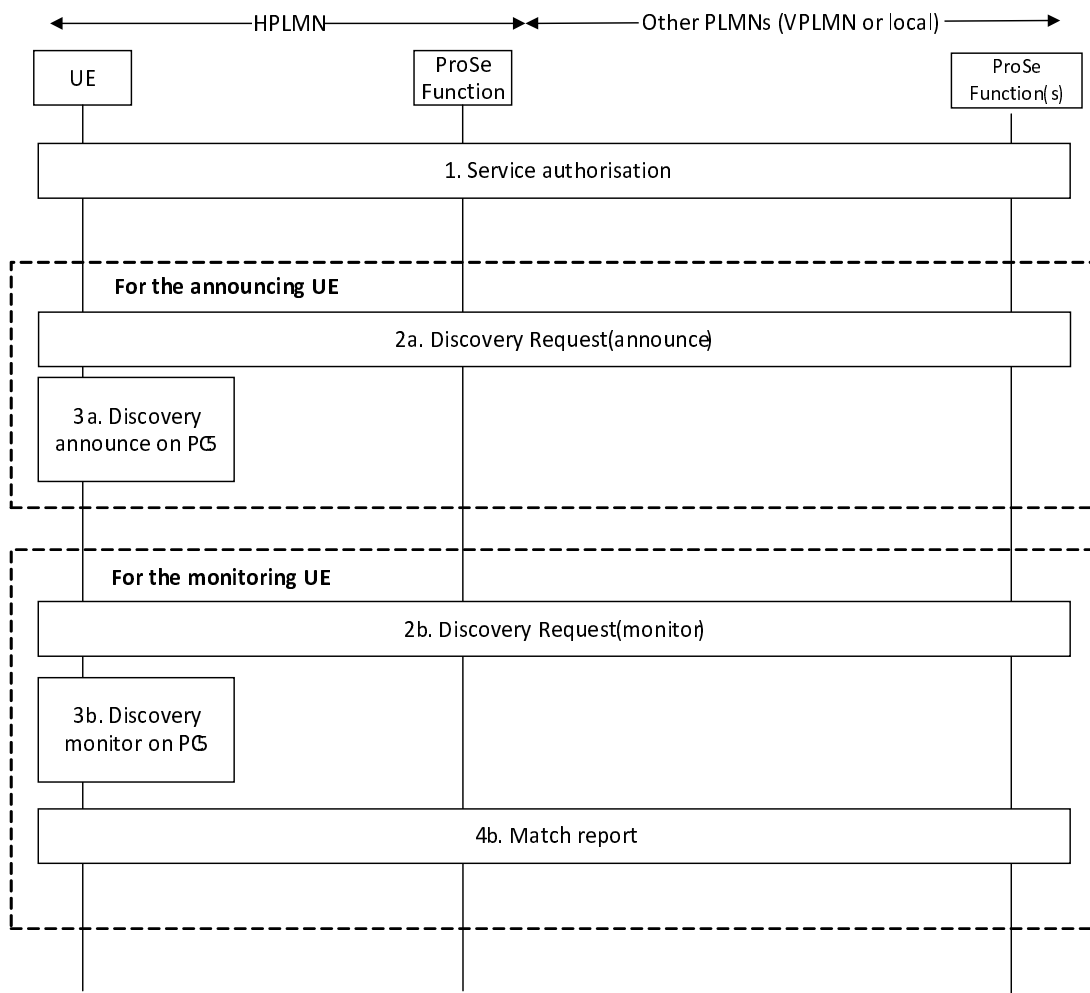 HPLMN
Other PLMNs (VPLMN or local)
UE
ProSe
Function
ProSe
Function(s)
1. Service authorisation
For the announcing UE
2a. Discovery Request(announce)
3a. Discovery
announce on PC5
For the monitoring UE
2b. Discovery Request(monitor)
3b. Discovery
monitor on PC5
4b. Match report